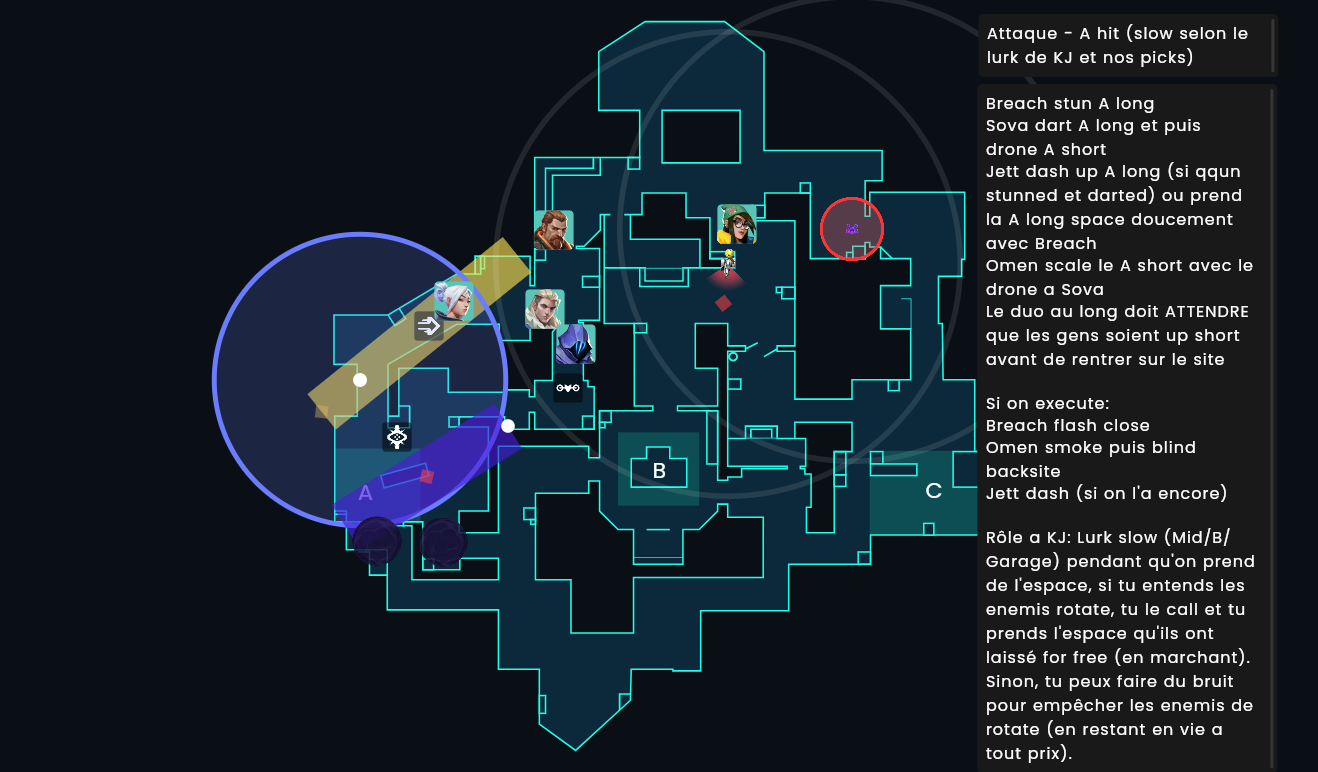 Attaque - A hit (slow selon le
lurk de KJ et nos picks)
Breach stun A long
Sova dart A long et puis
drone A short
Jett dash up A long (si qqun
stunned et darted) ou prend
la A long space doucement
avec Breach
Omen scale le A short avec le
drone a Sova
Le duo au long doit ATTENDRE
que les gens soient up short
avant de rentrer sur le site
Si on execute:
Breach flash close
Omen smoke puis blind
backsite
Jett dash (si on l'a encore)
Rôle a KJ: Lurk slow (Mid/B/
Garage) pendant qu'on prend
de l'espace, si tu entends les
enemis rotate, tu le call et tu
prends l'espace qu'ils ont
laissé for free (en marchant).
Sinon, tu peux faire du bruit
pour empêcher les enemis de
rotate (en restant en vie a
tout prix).
A
B
C